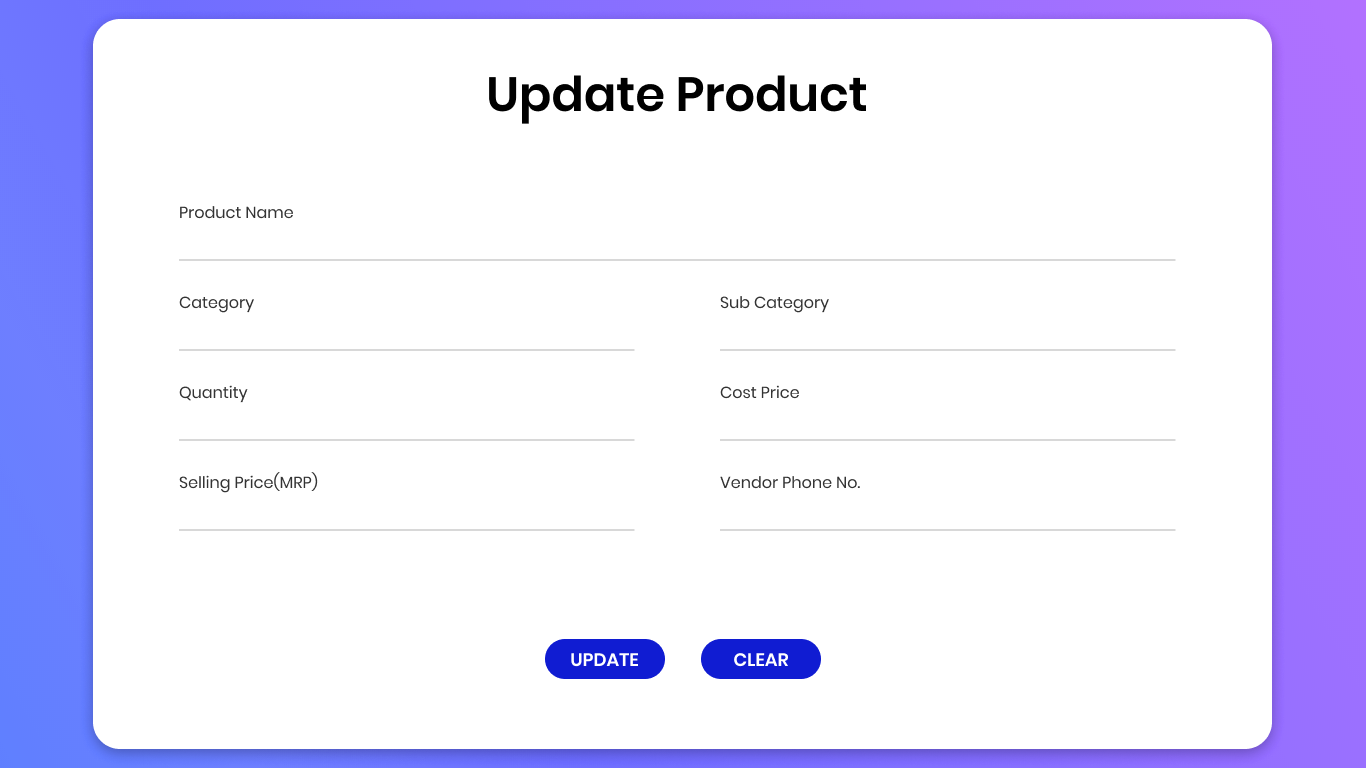 Update Product
Product Name
Category
Sub Category
Quantity
Cost Price
Selling Price(MRP)
Vendor Phone No.
UPDATE
CLEAR